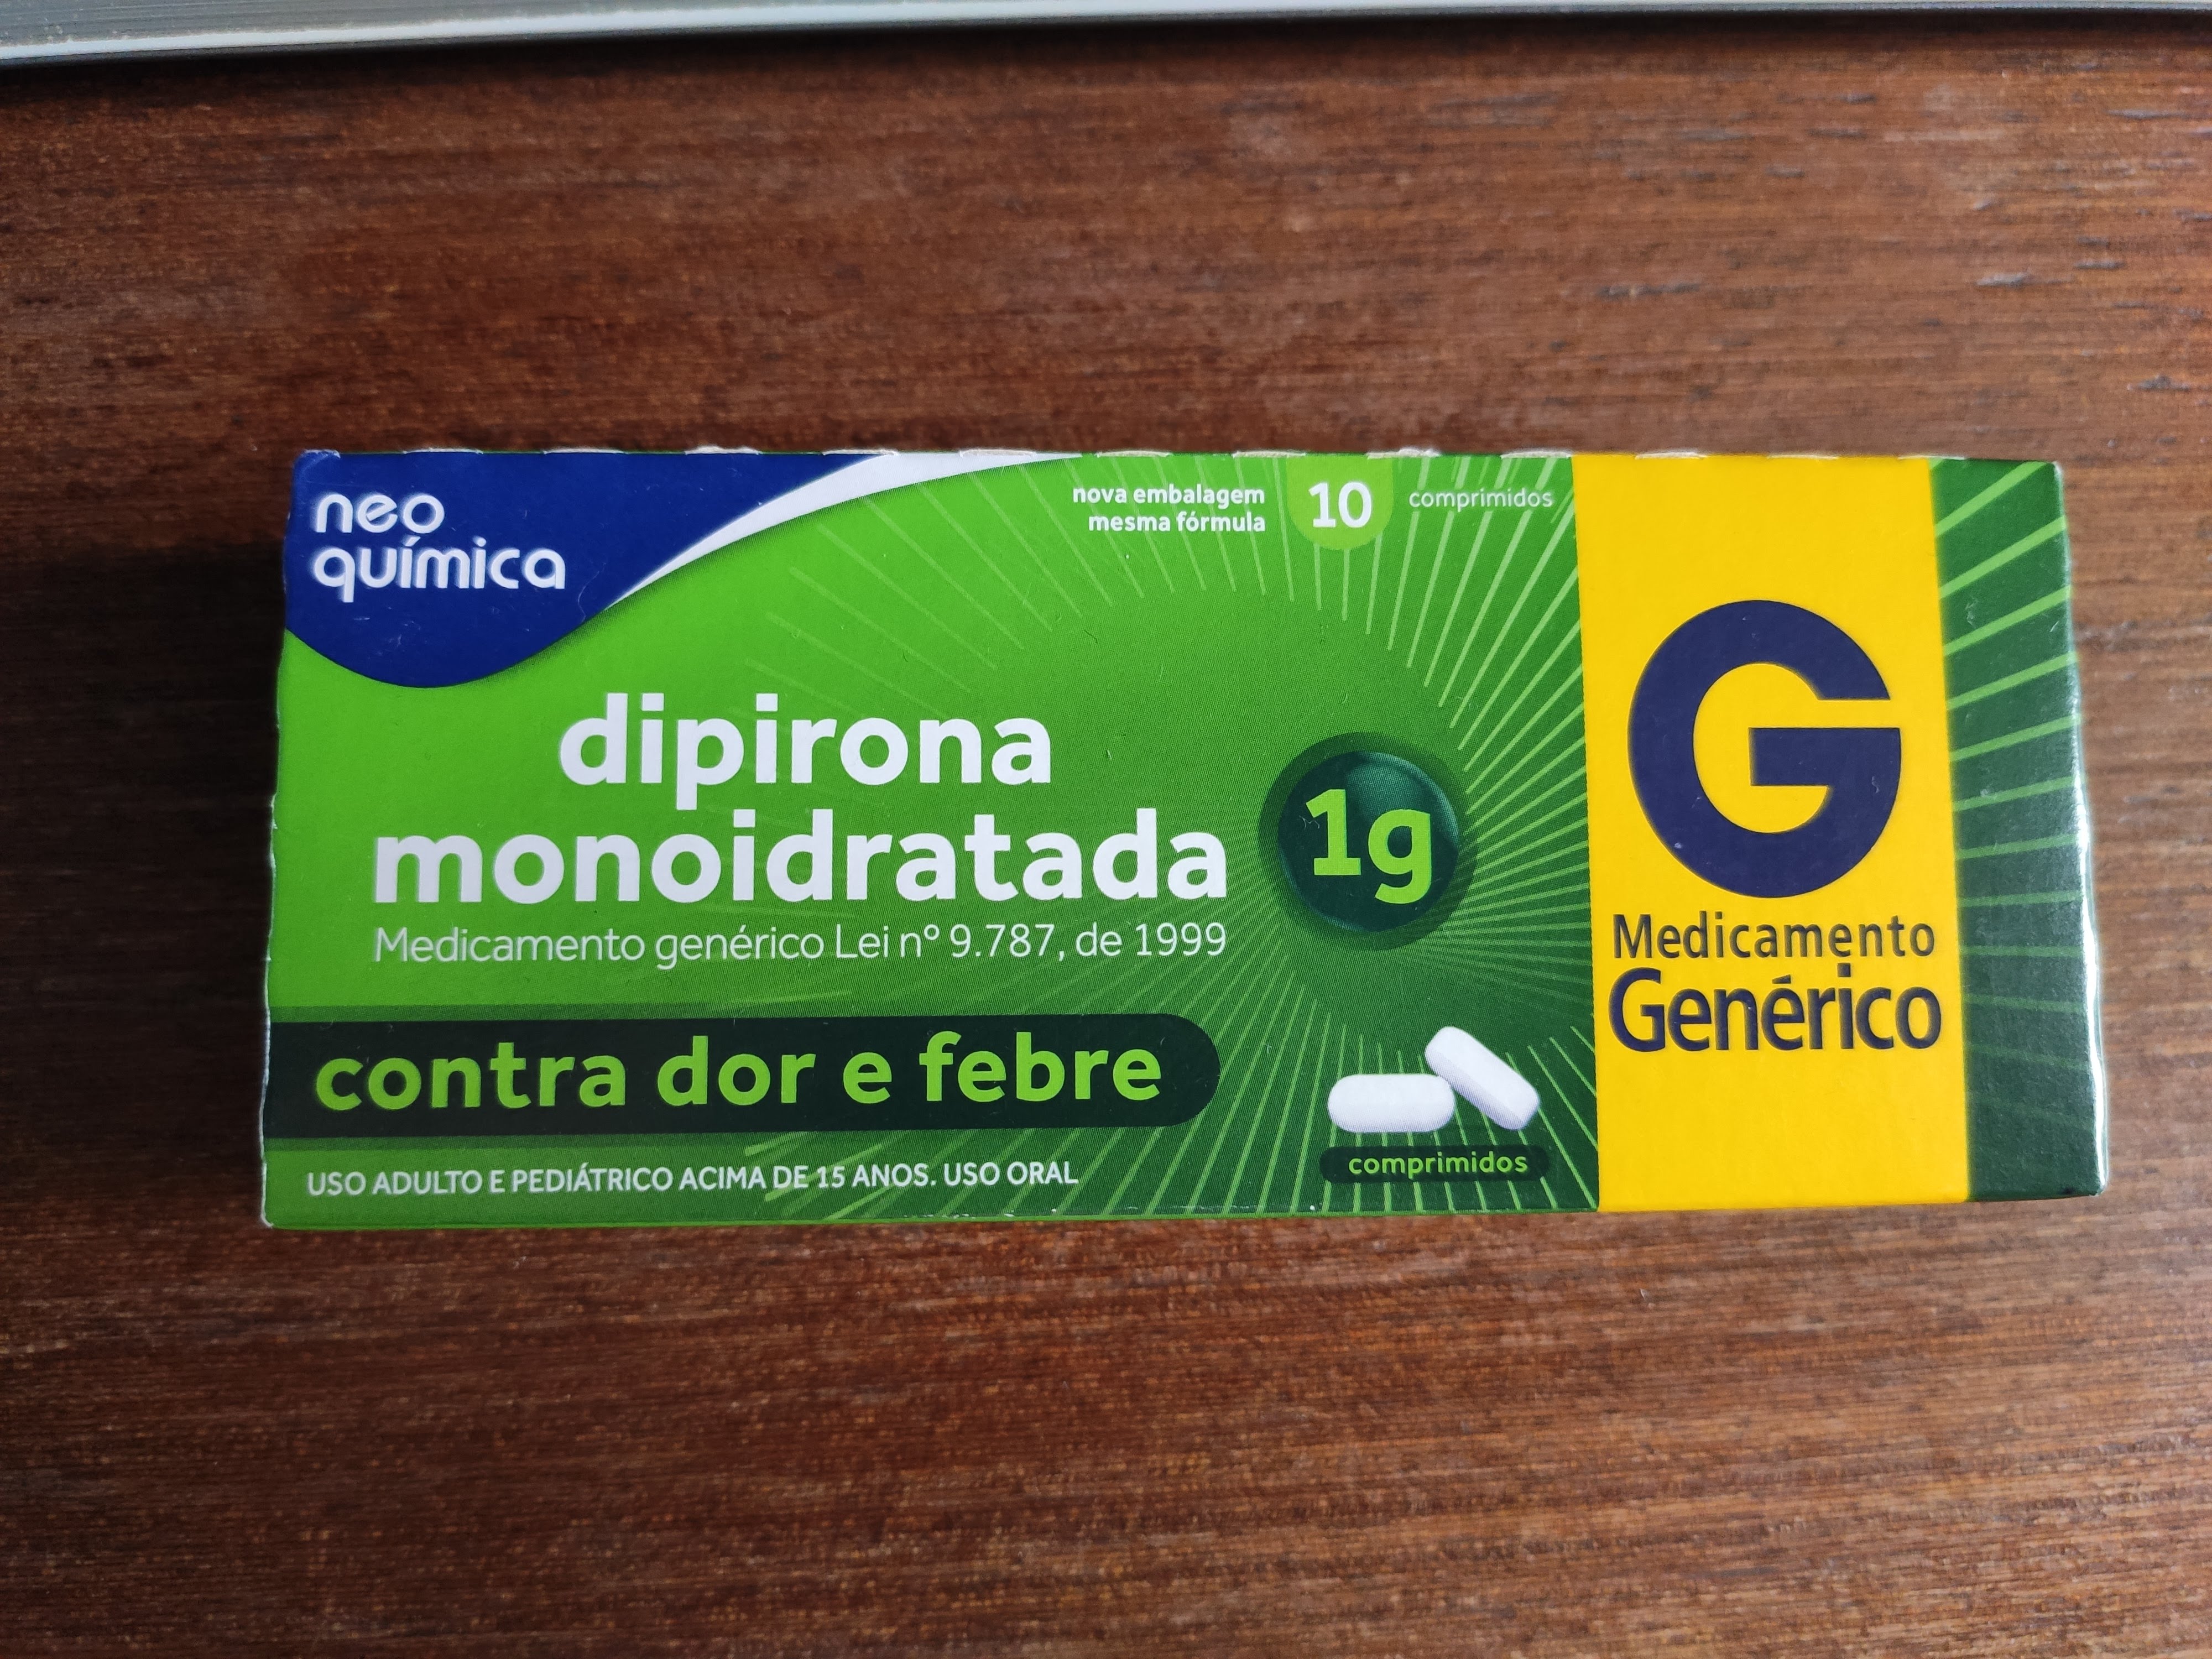 neo
química
nova embalagem
mesma fórmula
10 comprimidos
dipirona
monoidratada
1g
Medicamento genérico Lei nº 9.787, de 1999
contra dor e febre
comprimidos
USO ADULTO E PEDIÁTRICO ACIMA DE 15 ANOS. USO ORAL
G
Medicamento
Genérico